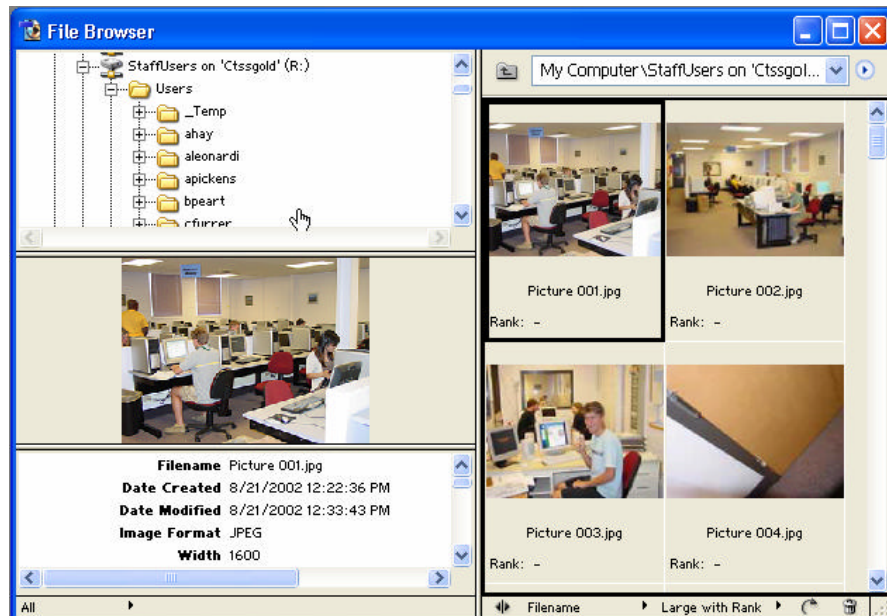 File Browser
StaffUsers on 'Ctssgold' (R:)
Users
_Temp
ahay
aleonardi
apickens
bpeart
cfurrer
Filename Picture 001.jpg
Date Created 8/21/2002 12:22:36 PM
Date Modified 8/21/2002 12:33:43 PM
Image Format JPEG
Width 1600
All
My Computer\StaffUsers on 'Ctssgol...
Picture 001.jpg
Rank: -
Picture 002.jpg
Rank: -
Picture 003.jpg
Rank: -
Picture 004.jpg
Rank: -
Filename
Large with Rank